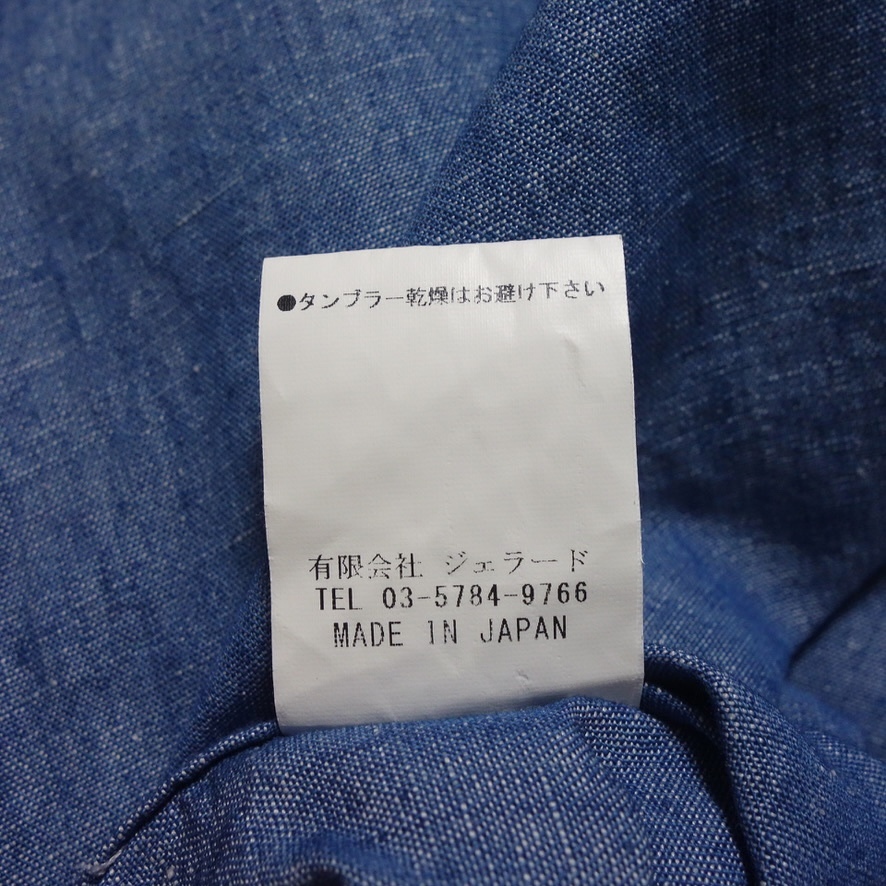 ●タンブラー乾燥はお避け下さい
有限会社 ジェラード
TEL 03-5784-9766
MADE IN JAPAN